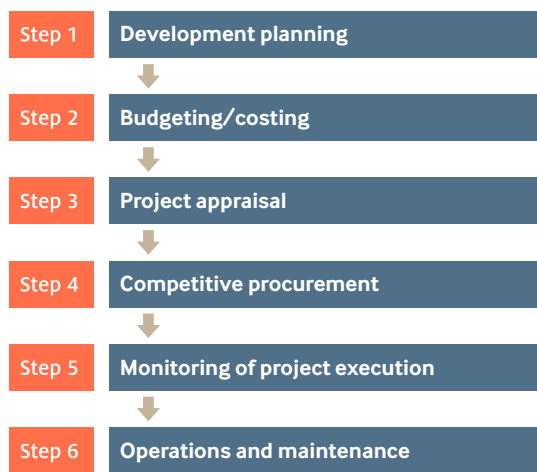 Step 1 Development planning
Step 2 Budgeting/costing
Step 3 Project appraisal
Step 4 Competitive procurement
Step 5 Monitoring of project execution
Step 6 Operations and maintenance